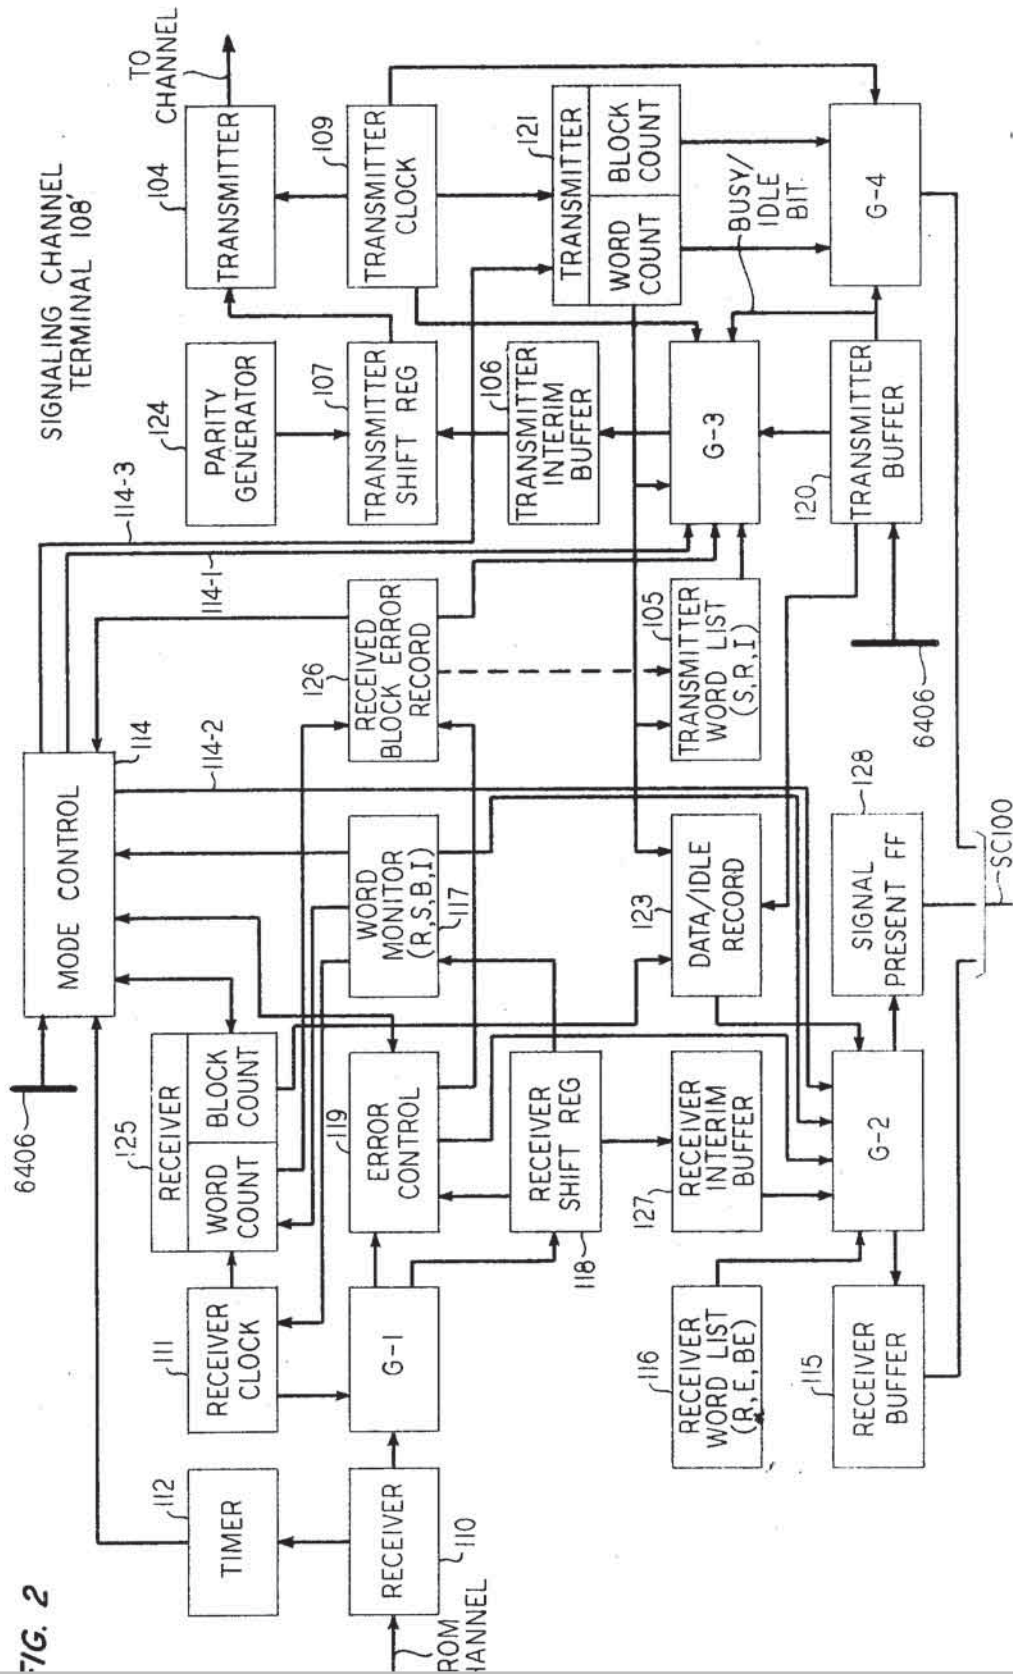 FIG. 2
SIGNALING CHANNEL
TERMINAL 108'
6406
MODE CONTROL
114
114-3
114-1
114-2
112
TIMER
111
RECEIVER
CLOCK
125
RECEIVER
WORD
COUNT
BLOCK
COUNT
124
PARITY
GENERATOR
104
TRANSMITTER
TO
CHANNEL
ROM
HANNEL
RECEIVER
110
G-1
119
ERROR
CONTROL
WORD
MONITOR
(R,S,B,I)
117
126
RECEIVED
BLOCK ERROR
RECORD
107
TRANSMITTER
SHIFT REG
109
TRANSMITTER
CLOCK
RECEIVER
SHIFT REG
118
106
TRANSMITTER
INTERIM
BUFFER
121
TRANSMITTER
WORD
COUNT
BLOCK
COUNT
116
RECEIVER
WORD LIST
(R,E,BE)
127
RECEIVER
INTERIM
BUFFER
123
DATA/IDLE
RECORD
105
TRANSMITTER
WORD LIST
(S,R,I)
G-3
BUSY/
IDLE
BIT
115
RECEIVER
BUFFER
G-2
128
SIGNAL
PRESENT FF
6406
120
TRANSMITTER
BUFFER
G-4
SC100